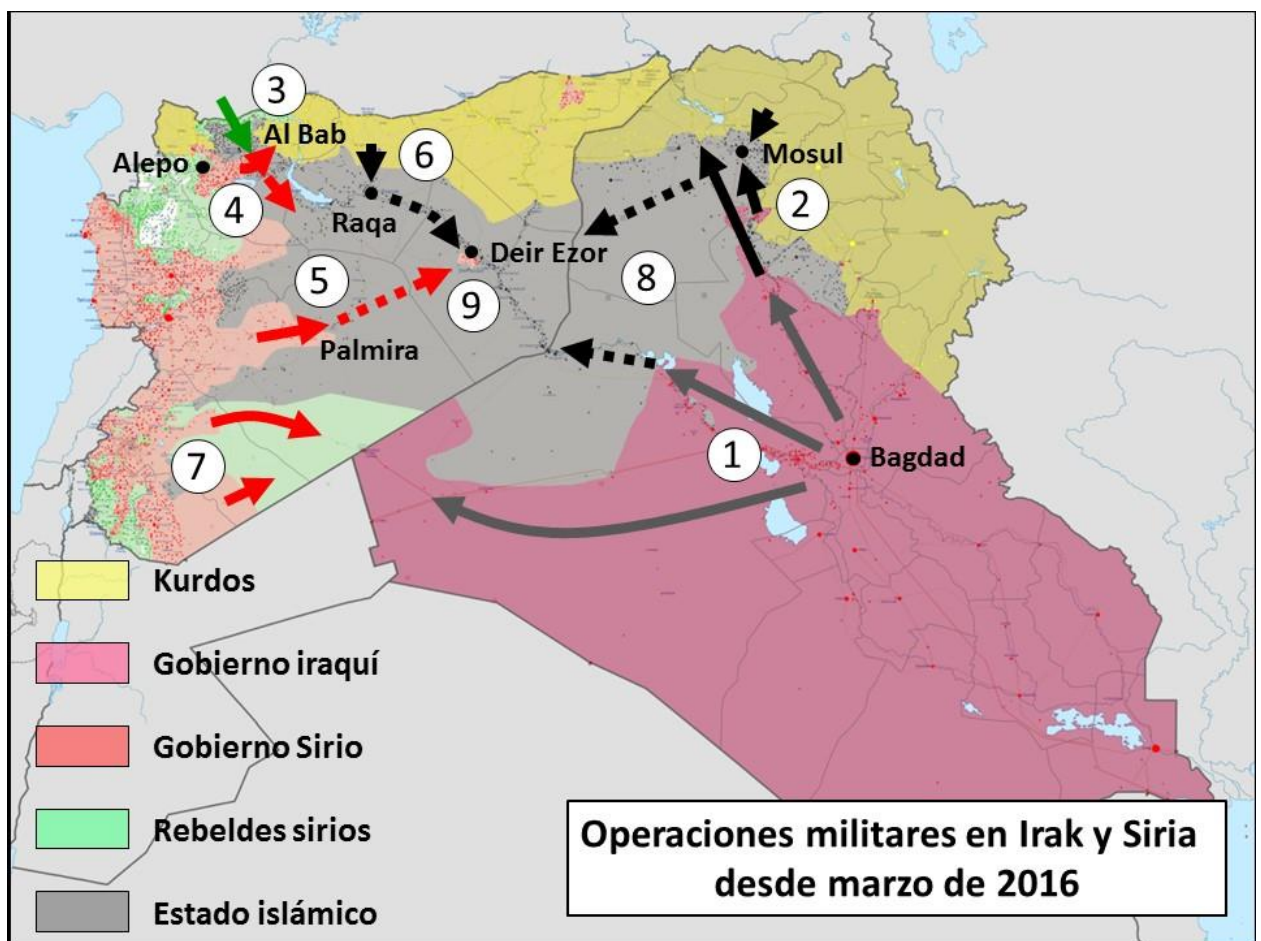 3
Al Bab
Alepo
6
Mosul
4
2
Raqa
Deir Ezor
5
8
9
Palmira
7
1
Bagdad
Kurdos
Gobierno iraquí
Gobierno Sirio
Rebeldes sirios
Estado islámico
Operaciones militares en Irak y Siria
desde marzo de 2016